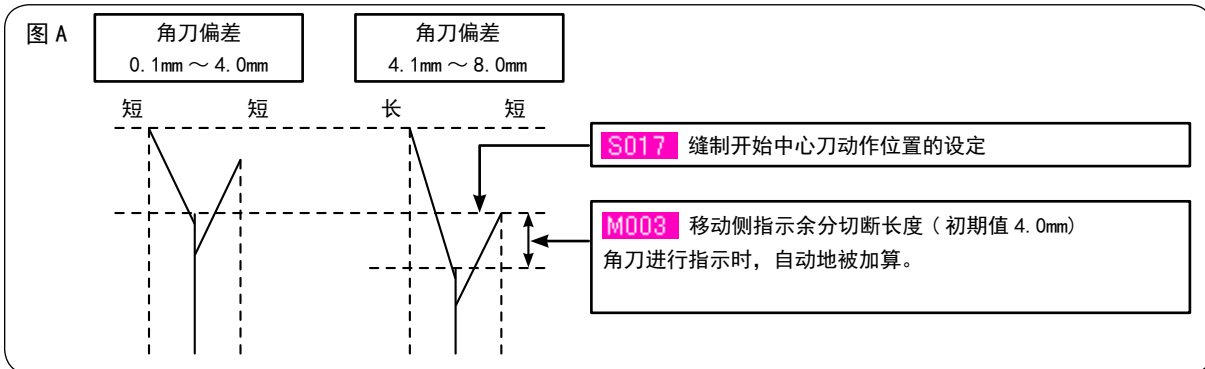 图 A
角刀偏差
0.1mm ～ 4.0mm
角刀偏差
4.1mm ～ 8.0mm
短 短 长 短
S017 缝制开始中心刀动作位置的设定
M003 移动侧指示余分切断长度 ( 初期值 4.0mm)
角刀进行指示时，自动地被加算。